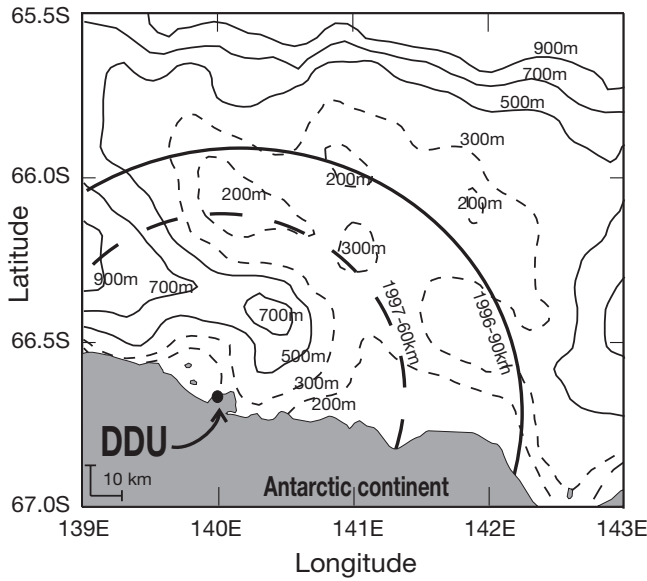 65.5S
900m
700m
500m
300m
66.0S
200m
200m
200m
300m
900m
700m
1997-60km
1996-90km
700m
66.5S
500m
300m
200m
DDU
10 km
Antarctic continent
67.0S
139E
140E
141E
142E
143E
Longitude
Latitude